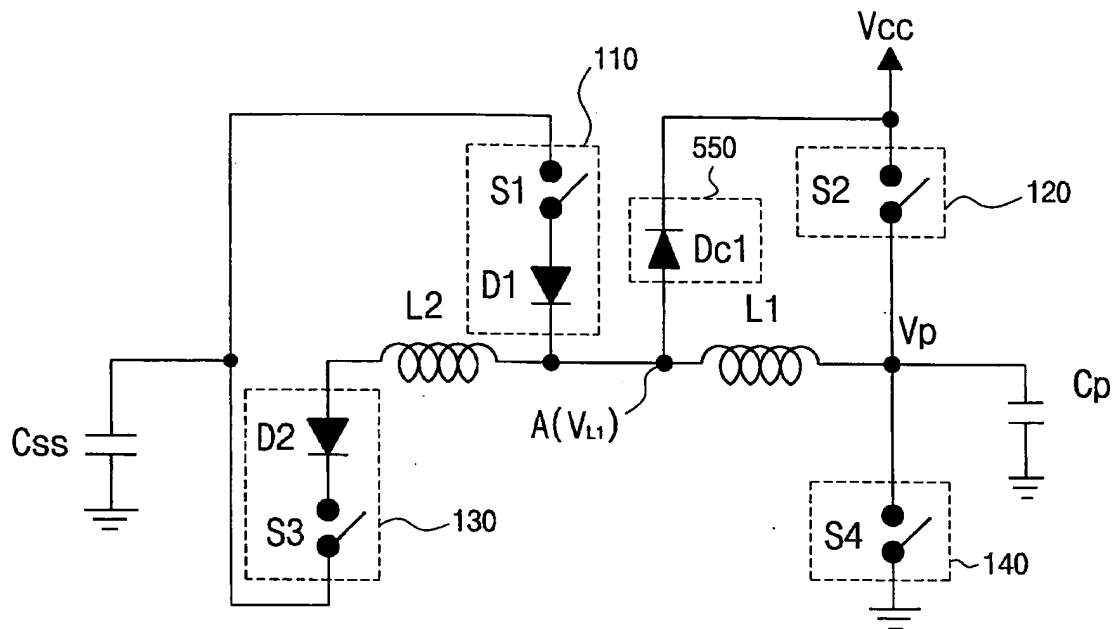 Vcc
110
550
S1
S2
120
Dc1
D1
L2
L1
Vp
Cp
A(VL1)
D2
Css
S3
130
S4
140